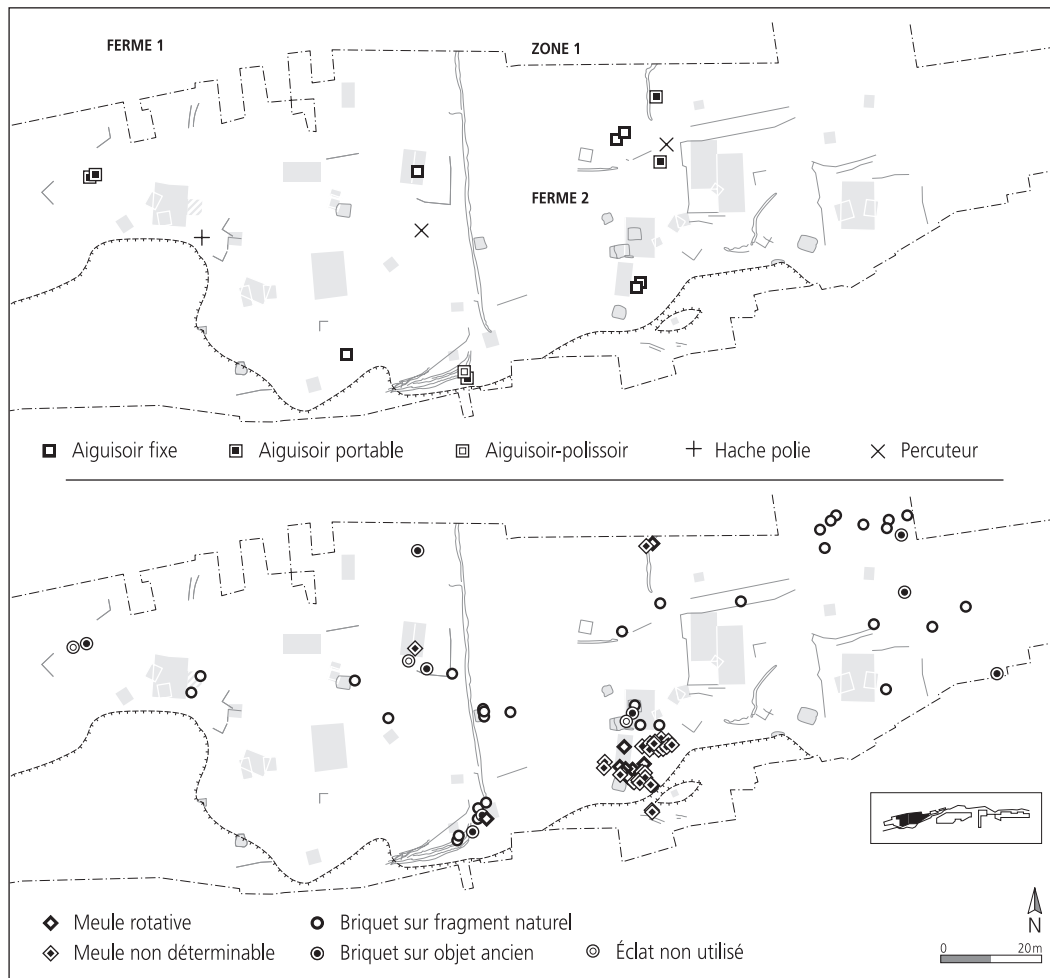 FERME 1
ZONE 1
FERME 2
Aiguisoir fixe
Aiguisoir portable
Aiguisoir-polissoir
Hache polie
Percuteur
Meule rotative
Briquet sur fragment naturel
Meule non déterminable
Briquet sur objet ancien
Éclat non utilisé
N
0 20 m